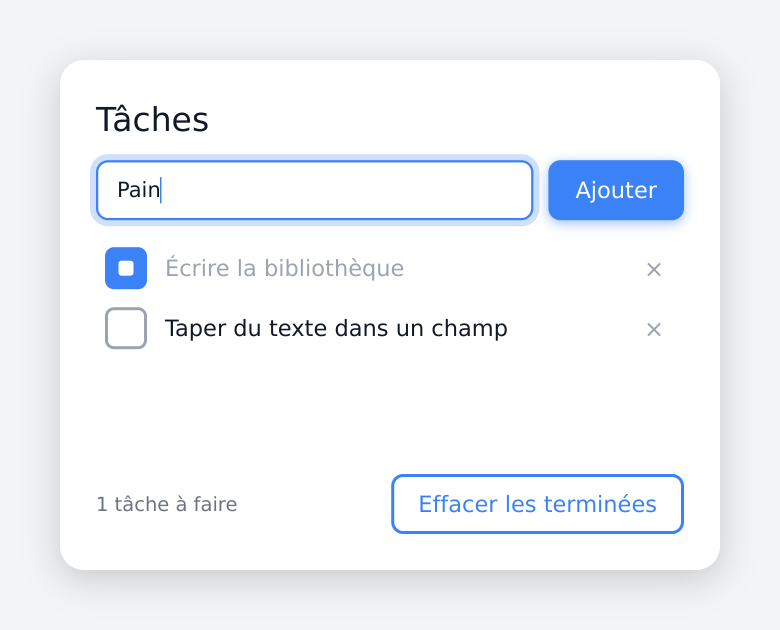 Tâches
Pain
Ajouter
Écrire la bibliothèque
×
Taper du texte dans un champ
×
1 tâche à faire
Effacer les terminées